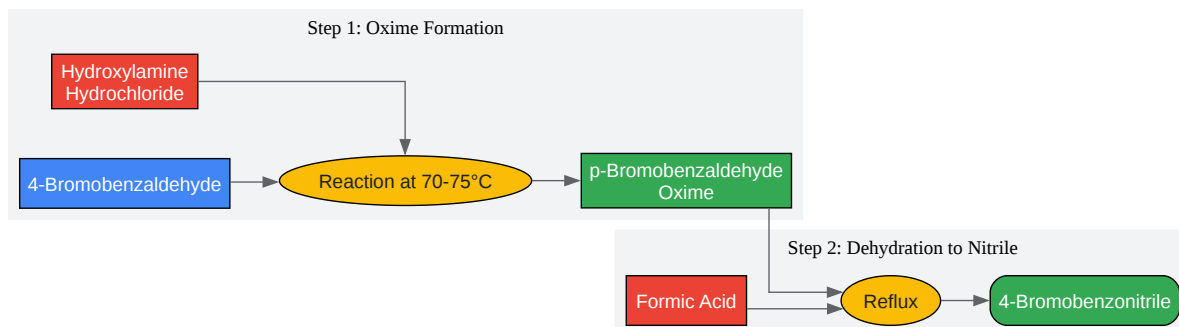 Step 1: Oxime Formation
Hydroxylamine
Hydrochloride
4-Bromobenzaldehyde
Reaction at 70-75°C
p-Bromobenzaldehyde
Oxime
Step 2: Dehydration to Nitrile
Formic Acid
Reflux
4-Bromobenzonitrile